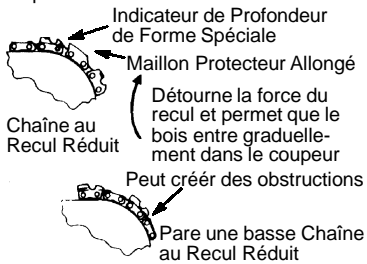 Indicateur de Profondeur
de Forme Spéciale
Maillon Protecteur Allongé
Détourne la force du
recul et permet que le
bois entre graduelle-
ment dans le coupeur
Chaîne au
Recul Réduit
Peut créér des obstructions
Pare une basse Chaîne
au Recul Réduit